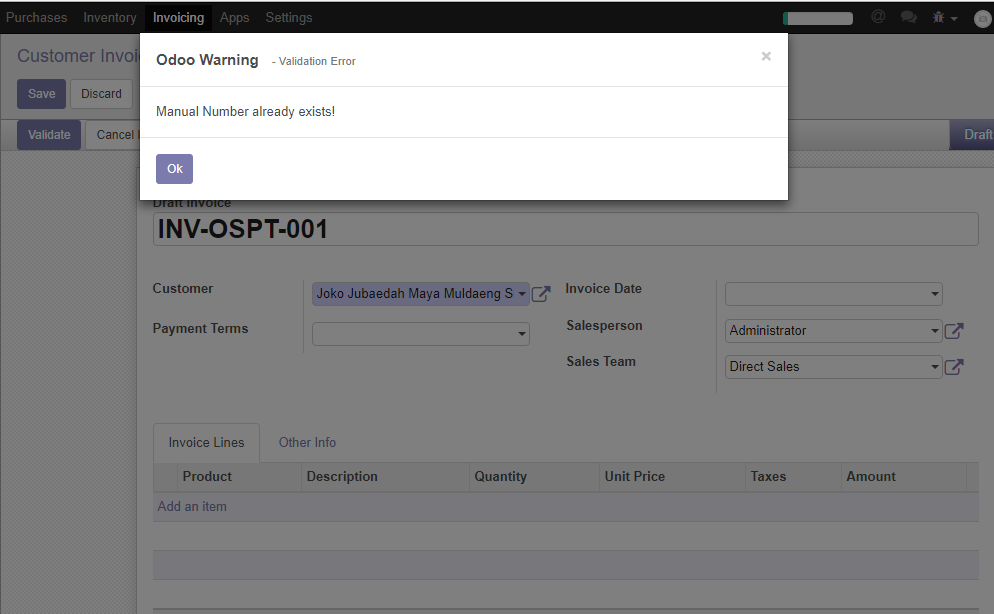 Purchases Inventory Invoicing Apps Settings
Customer Invoi
Odoo Warning - Validation Error ×
Save Discard
Manual Number already exists!
Validate Cancel I Draft
Ok
Draft Invoice
INV-OSPT-001
Customer Joko Jubaedah Maya Muldaeng S Invoice Date
Payment Terms Salesperson Administrator
Sales Team Direct Sales
Invoice Lines Other Info
Product Description Quantity Unit Price Taxes Amount
Add an item